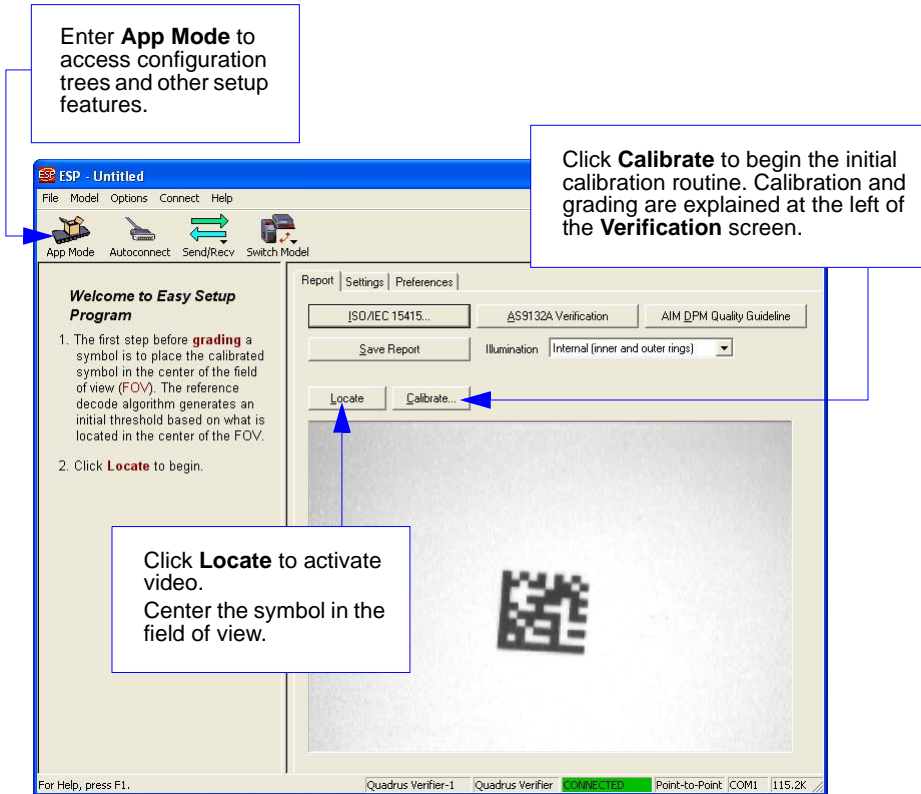 Enter App Mode to
access configuration
trees and other setup
features.
Click Calibrate to begin the initial
calibration routine. Calibration and
grading are explained at the left of
the Verification screen.
ESP
ESP - Untitled
File Model Options Connect Help
App Mode Autoconnect Send/Recv Switch Model
Welcome to Easy Setup
Program
1. The first step before grading a
symbol is to place the calibrated
symbol in the center of the field
of view (FOV). The reference
decode algorithm generates an
initial threshold based on what is
located in the center of the FOV.
2. Click Locate to begin.
Report Settings Preferences
ISO/IEC 15415... AS9132A Verification AIM DPM Quality Guideline
Save Report Illumination Internal (inner and outer rings)
Locate Calibrate...
Click Locate to activate
video.
Center the symbol in the
field of view.
For Help, press F1. Quadrus Verifier-1 Quadrus Verifier CONNECTED Point-to-Point COM1 115.2K